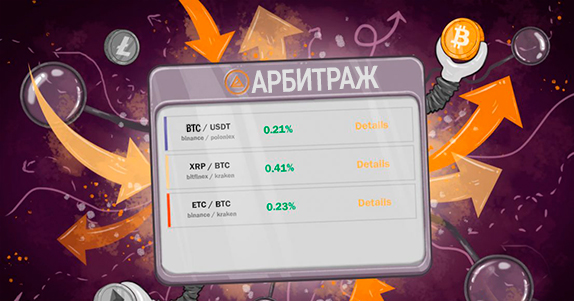 АРБИТРАЖ
BTC / USDT 0.21% Details
binance / poloniex
XRP / BTC 0.41% Details
bitfinex / kraken
ETC / BTC 0.23% Details
binance / kraken